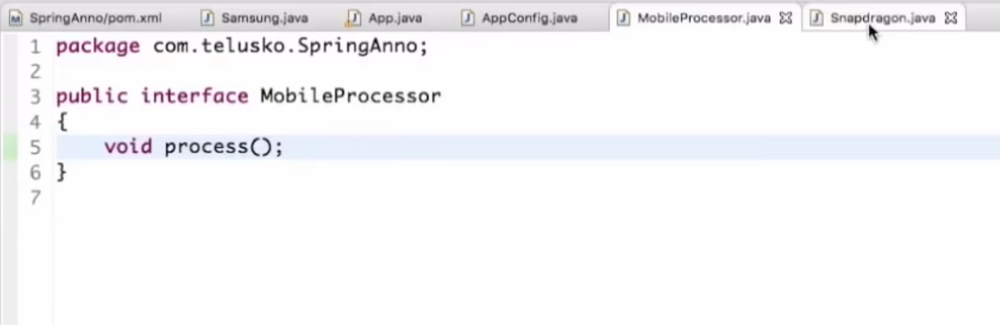 SpringAnno/pom.xml Samsung.java App.java AppConfig.java MobileProcessor.java Snapdragon.java
1 package com.telusko.SpringAnno;
2
3 public interface MobileProcessor
4 {
5 void process();
6 }
7